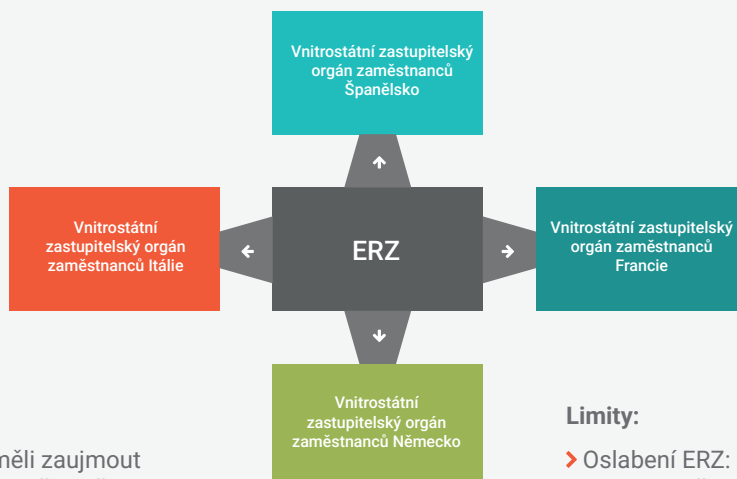 Vnitrostátní zastupitelský
orgán zaměstnanců
Španělsko
Vnitrostátní
zastupitelský orgán
zaměstnanců Itálie
ERZ
Vnitrostátní zastupitelský
orgán zaměstnanců
Francie
Vnitrostátní
zastupitelský orgán
zaměstnanců Německo
měli zaujmout
Limity:
Oslabení ERZ: